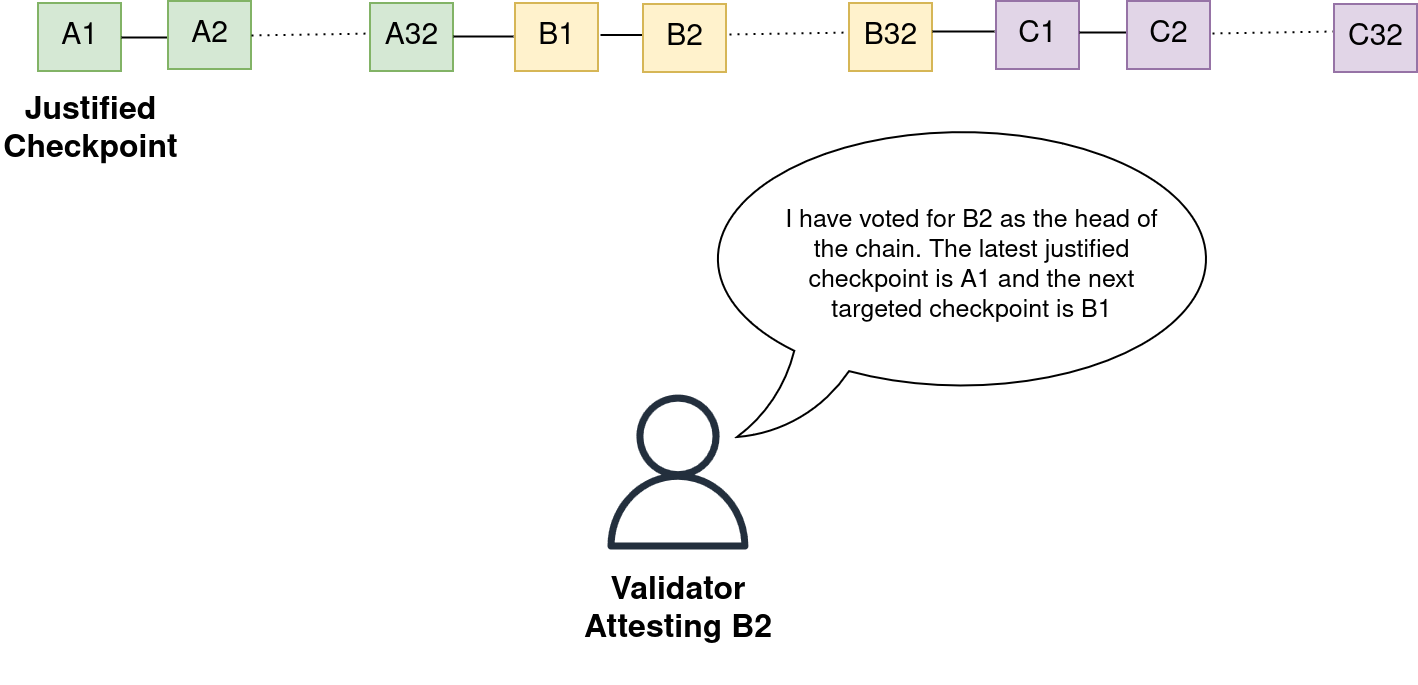 A1 A2 A32 B1 B2 B32 C1 C2 C32
Justified
Checkpoint
I have voted for B2 as the head of
the chain. The latest justified
checkpoint is A1 and the next
targeted checkpoint is B1
Validator
Attesting B2